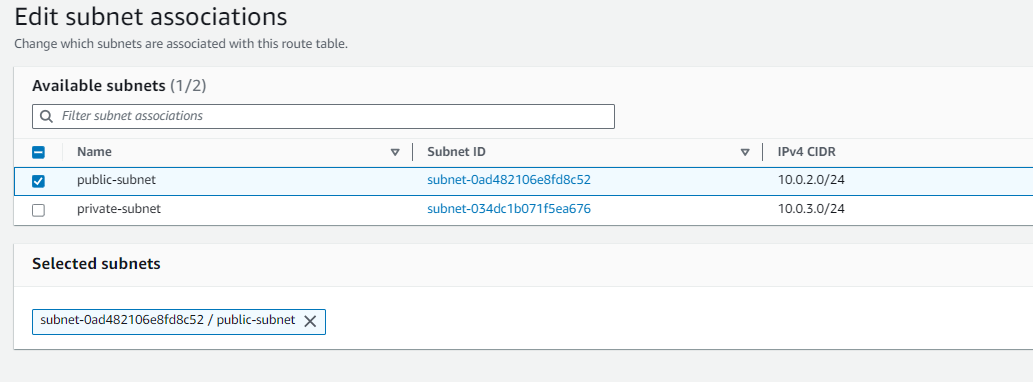 Edit subnet associations
Change which subnets are associated with this route table.
Available subnets (1/2)
Filter subnet associations
Name Subnet ID IPv4 CIDR
public-subnet subnet-0ad482106e8fd8c52 10.0.2.0/24
private-subnet subnet-034dc1b071f5ea676 10.0.3.0/24
Selected subnets
subnet-0ad482106e8fd8c52 / public-subnet